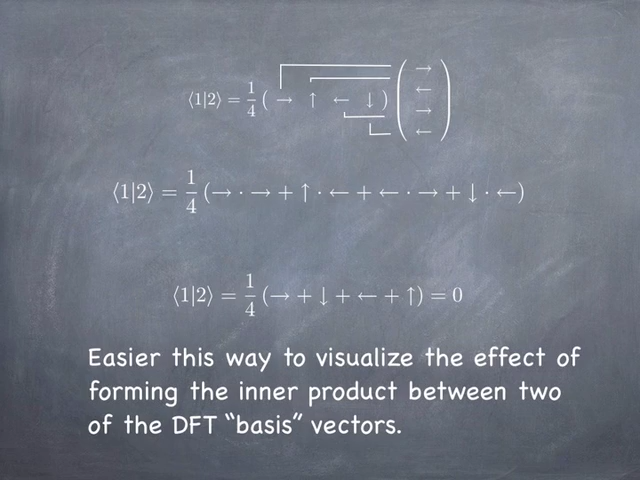 ⟨1|2⟩ = 1/4 ( → ↑ ← ↓ ) ( → ← → ← )
⟨1|2⟩ = 1/4 (→ · → + ↑ · ← + ← · → + ↓ · ←)
⟨1|2⟩ = 1/4 (→ + ↓ + ← + ↑) = 0
Easier this way to visualize the effect of
forming the inner product between two
of the DFT “basis” vectors.